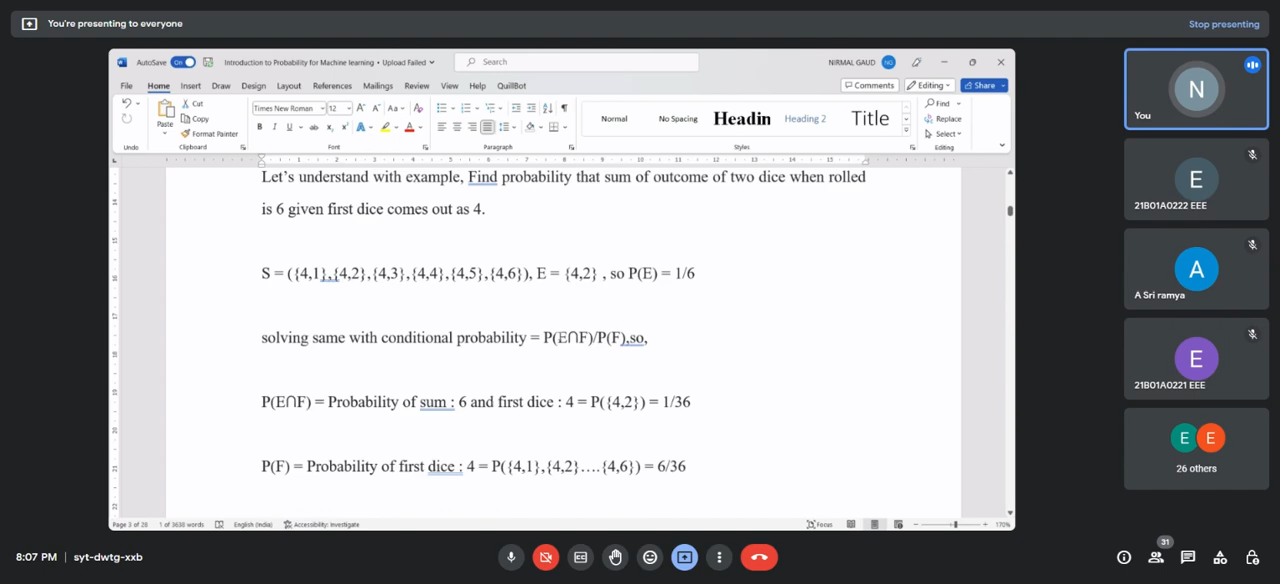 You're presenting to everyone
Stop presenting
AutoSave On
Introduction to Probability for Machine learning • Upload Failed
Search
NIRMAL GAUD NG
File Home Insert Draw Design Layout References Mailings Review View Help QuillBot
Comments Editing Share
Paste
Cut
Copy
Format Painter
Times New Roman 12
Normal No Spacing Headin Heading 2 Title
Find
Replace
Select
Undo Clipboard Font Paragraph Styles Editing
Let's understand with example, Find probability that sum of outcome of two dice when rolled
is 6 given first dice comes out as 4.
S = ({4,1},{4,2},{4,3},{4,4},{4,5},{4,6}), E = {4,2} , so P(E) = 1/6
solving same with conditional probability = P(E∩F)/P(F),so,
P(E∩F) = Probability of sum : 6 and first dice : 4 = P({4,2}) = 1/36
P(F) = Probability of first dice : 4 = P({4,1},{4,2}….{4,6}) = 6/36
Page 3 of 28 1 of 3638 words English (India) Accessibility: Investigate Focus 170%
N
You
E
21B01A0222 EEE
A
A Sri ramya
E
21B01A0221 EEE
E E
26 others
8:07 PM | syt-dwtg-xxb
31